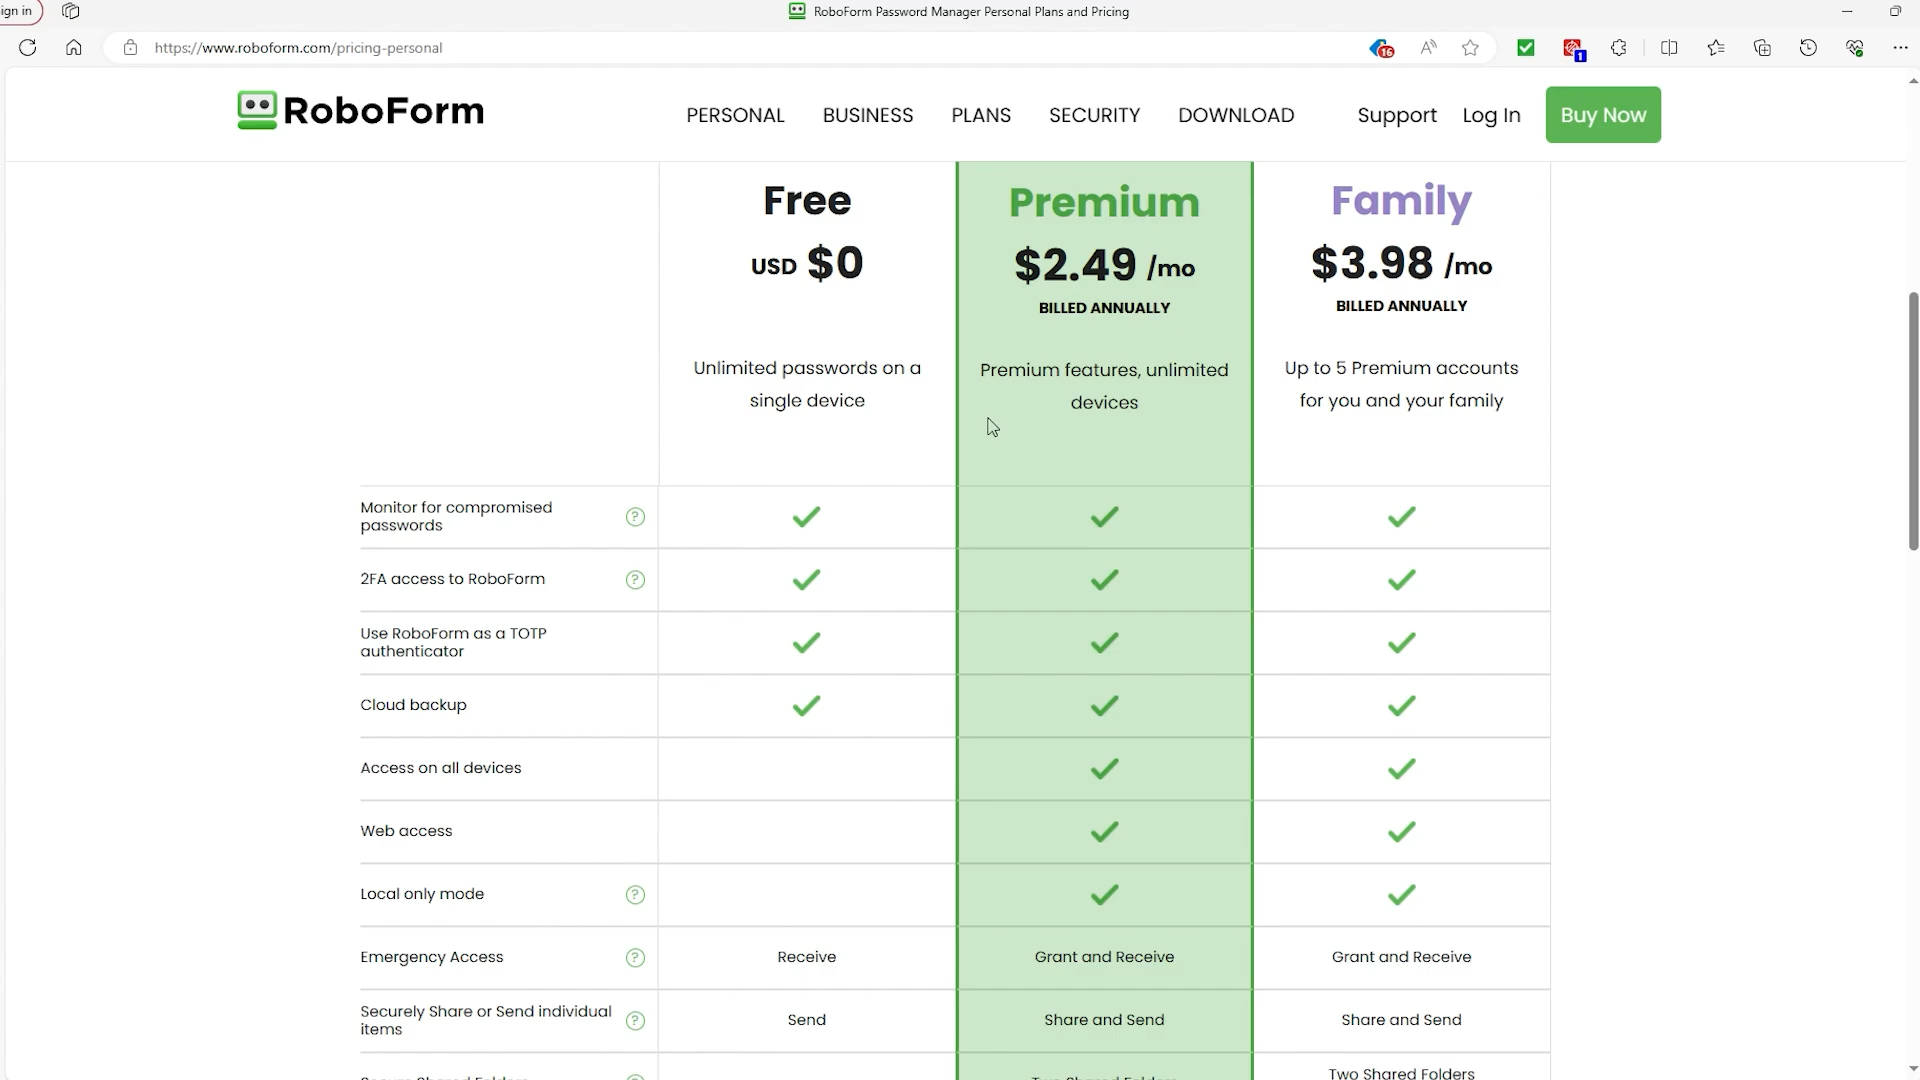 ign in
RoboForm Password Manager Personal Plans and Pricing
https://www.roboform.com/pricing-personal
16
A
1
RoboForm
PERSONAL BUSINESS PLANS SECURITY DOWNLOAD Support Log In Buy Now
Free Premium Family
USD $0 $2.49 /mo $3.98 /mo
BILLED ANNUALLY BILLED ANNUALLY
Unlimited passwords on a
single device
Premium features, unlimited
devices
Up to 5 Premium accounts
for you and your family
Monitor for compromised
passwords ?
2FA access to RoboForm ?
Use RoboForm as a TOTP
authenticator
Cloud backup
Access on all devices
Web access
Local only mode ?
Emergency Access ? Receive Grant and Receive Grant and Receive
Securely Share or Send individual
items ? Send Share and Send Share and Send
Two Shared Folders